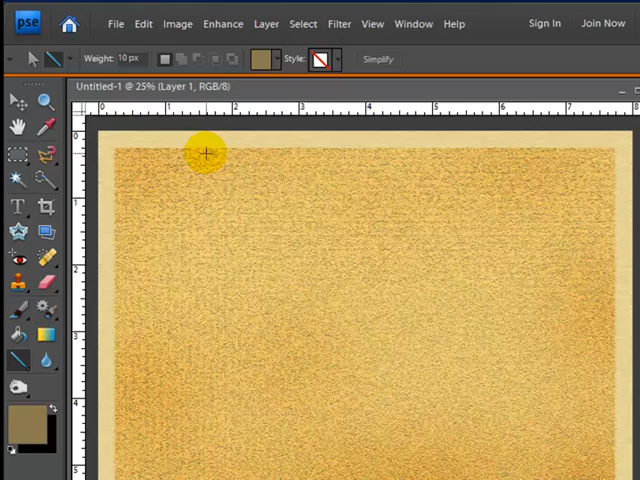 pse File Edit Image Enhance Layer Select Filter View Window Help Sign In Join Now
Weight: 10 px Style: Simplify
Untitled-1 @ 25% (Layer 1, RGB/8)
0 1 2 3 4 5 6 7 8
0
1
2
3
4
5
T